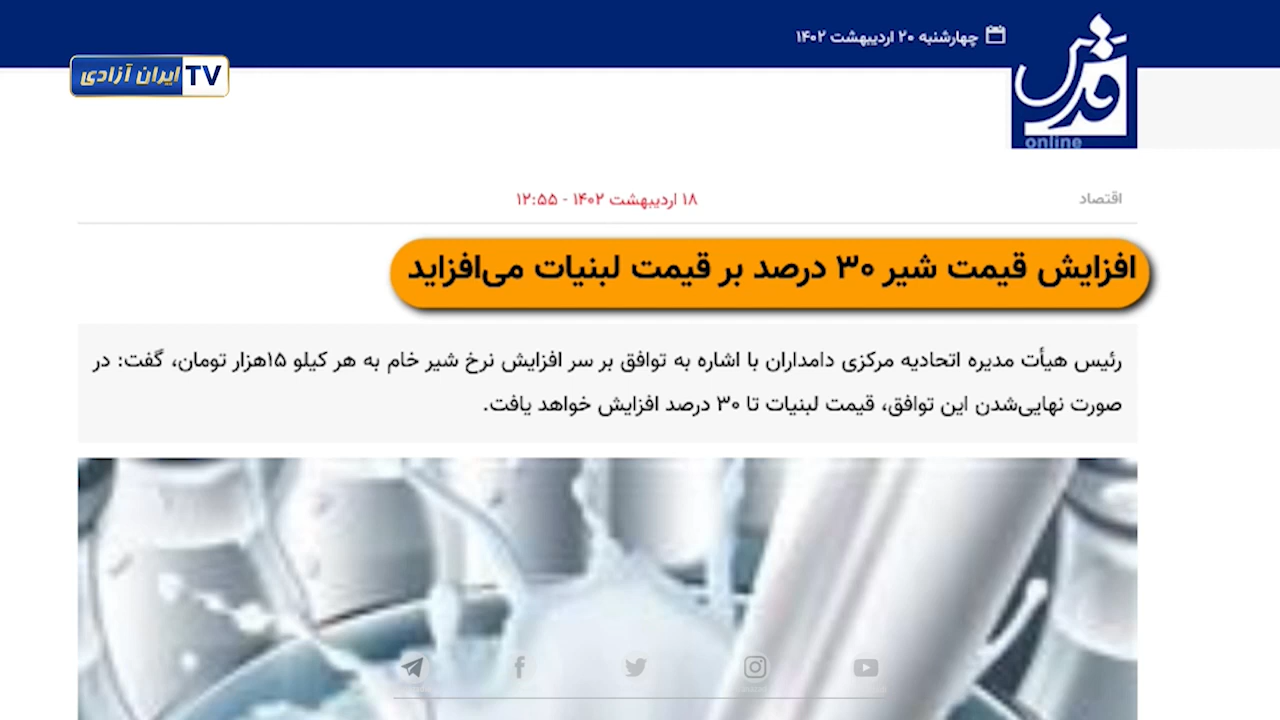 چهارشنبه ۲۰ اردیبهشت ۱۴۰۲
قدس
online
TV ایران آزادی
اقتصاد
۱۸ اردیبهشت ۱۴۰۲ - ۱۲:۵۵
افزایش قیمت شیر ۳۰ درصد بر قیمت لبنیات می‌افزاید
رئیس هیأت مدیره اتحادیه مرکزی دامداران با اشاره به توافق بر سر افزایش نرخ شیر خام به هر کیلو ۱۵هزار تومان، گفت: در
صورت نهایی‌شدن این توافق، قیمت لبنیات تا ۳۰ درصد افزایش خواهد یافت.